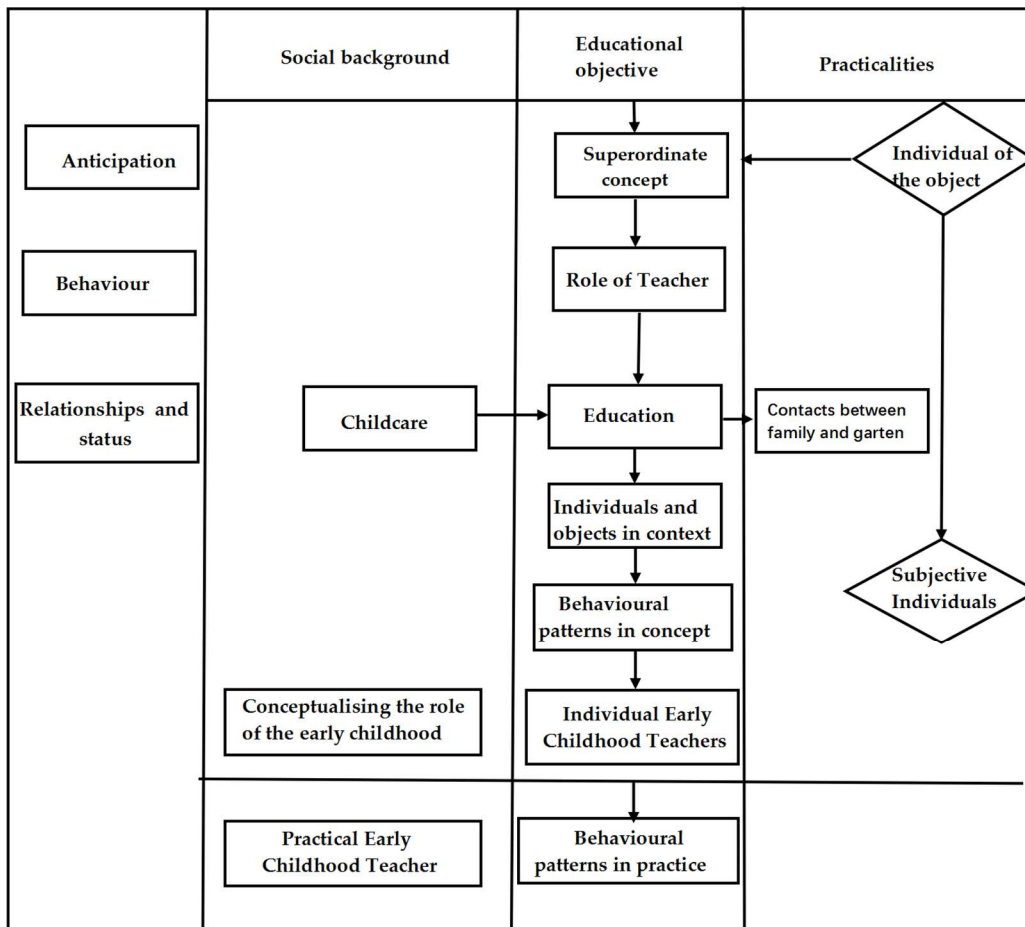 Social background
Educational
objective
Practicalities
Anticipation
Superordinate
concept
Individual of
the object
Behaviour
Role of Teacher
Relationships and
status
Childcare
Education
Contacts between
family and garten
Individuals and
objects in context
Subjective
Individuals
Behavioural
patterns in concept
Conceptualising the role
of the early childhood
Individual Early
Childhood Teachers
Practical Early
Childhood Teacher
Behavioural
patterns in practice